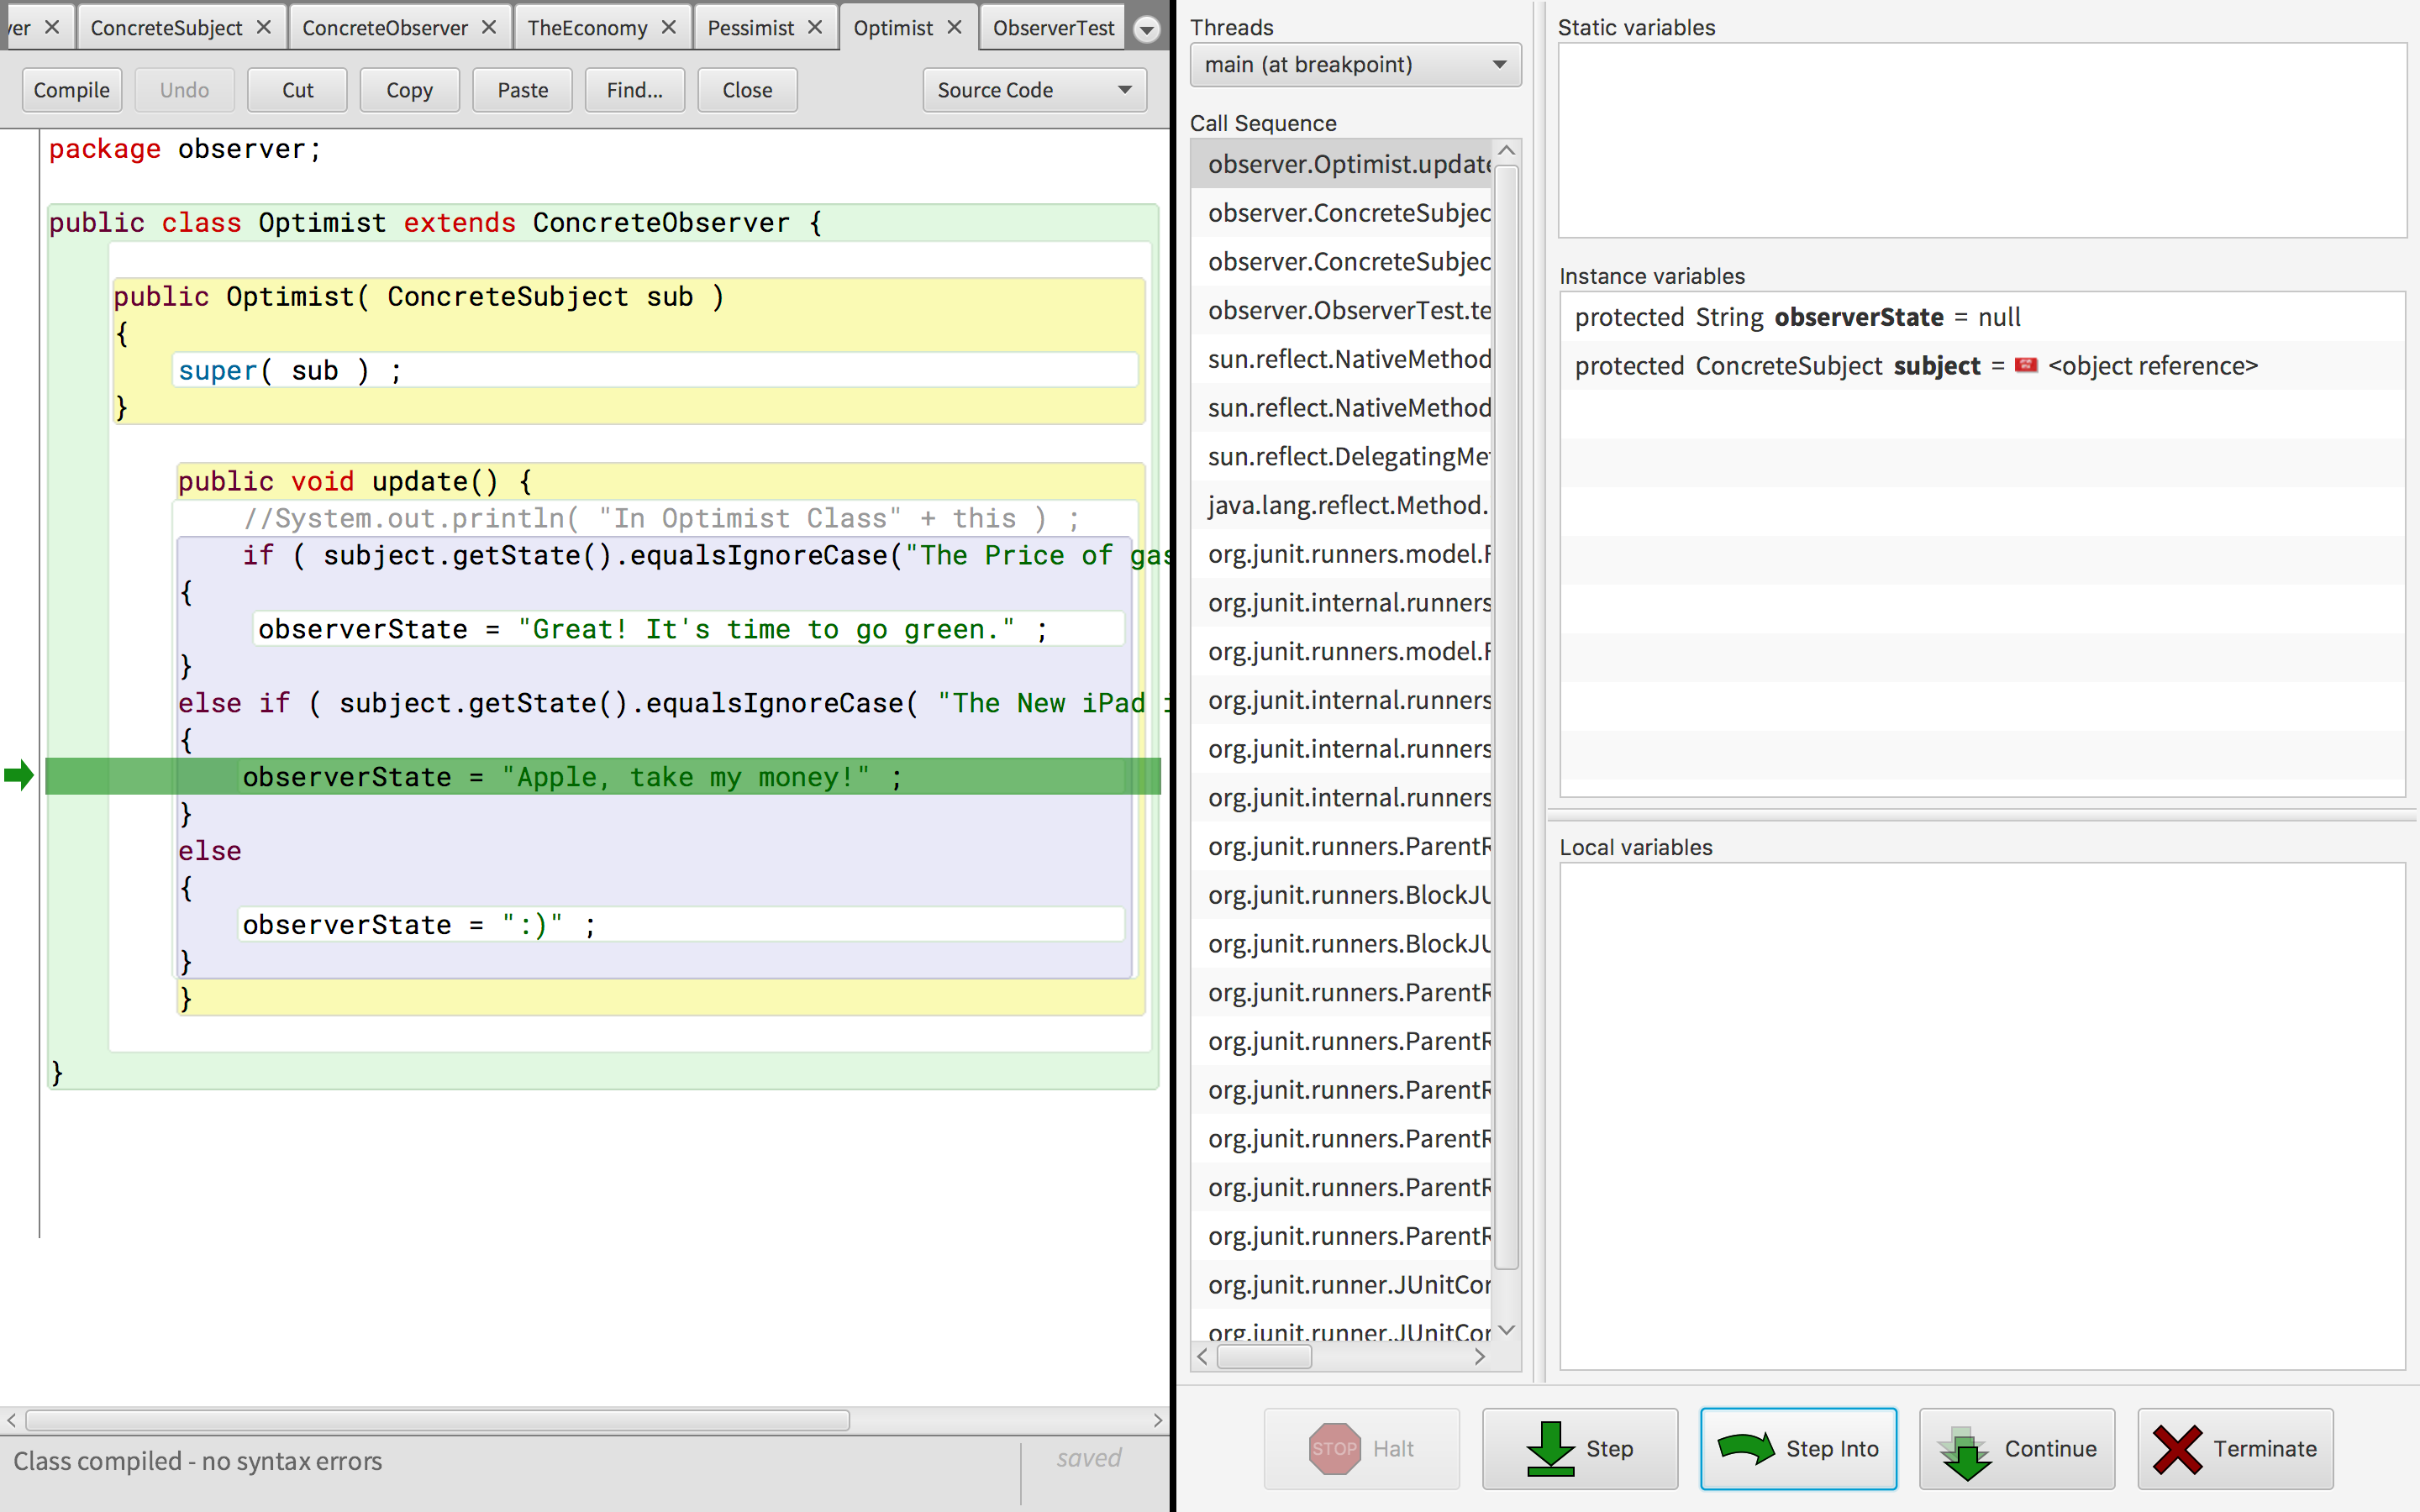 ver ConcreteSubject ConcreteObserver TheEconomy Pessimist Optimist ObserverTest
Compile Undo Cut Copy Paste Find... Close Source Code
package observer;
public class Optimist extends ConcreteObserver {
public Optimist( ConcreteSubject sub )
{
super( sub ) ;
}
public void update() {
//System.out.println( "In Optimist Class" + this ) ;
if ( subject.getState().equalsIgnoreCase("The Price of gas
{
observerState = "Great! It's time to go green." ;
}
else if ( subject.getState().equalsIgnoreCase( "The New iPad i
{
observerState = "Apple, take my money!" ;
}
else
{
observerState = ":)" ;
}
}
}
Class compiled - no syntax errors
saved
Threads
main (at breakpoint)
Call Sequence
observer.Optimist.update
observer.ConcreteSubjec
observer.ConcreteSubjec
observer.ObserverTest.te
sun.reflect.NativeMethod
sun.reflect.NativeMethod
sun.reflect.DelegatingMe
java.lang.reflect.Method.
org.junit.runners.model.F
org.junit.internal.runners
org.junit.runners.model.F
org.junit.internal.runners
org.junit.internal.runners
org.junit.internal.runners
org.junit.runners.ParentR
org.junit.runners.BlockJU
org.junit.runners.BlockJU
org.junit.runners.ParentR
org.junit.runners.ParentR
org.junit.runners.ParentR
org.junit.runners.ParentR
org.junit.runners.ParentR
org.junit.runners.ParentR
org.junit.runner.JUnitCor
org.junit.runner.JUnitCor
Static variables
Instance variables
protected String observerState = null
protected ConcreteSubject subject = <object reference>
Local variables
STOP Halt
Step
Step Into
Continue
Terminate